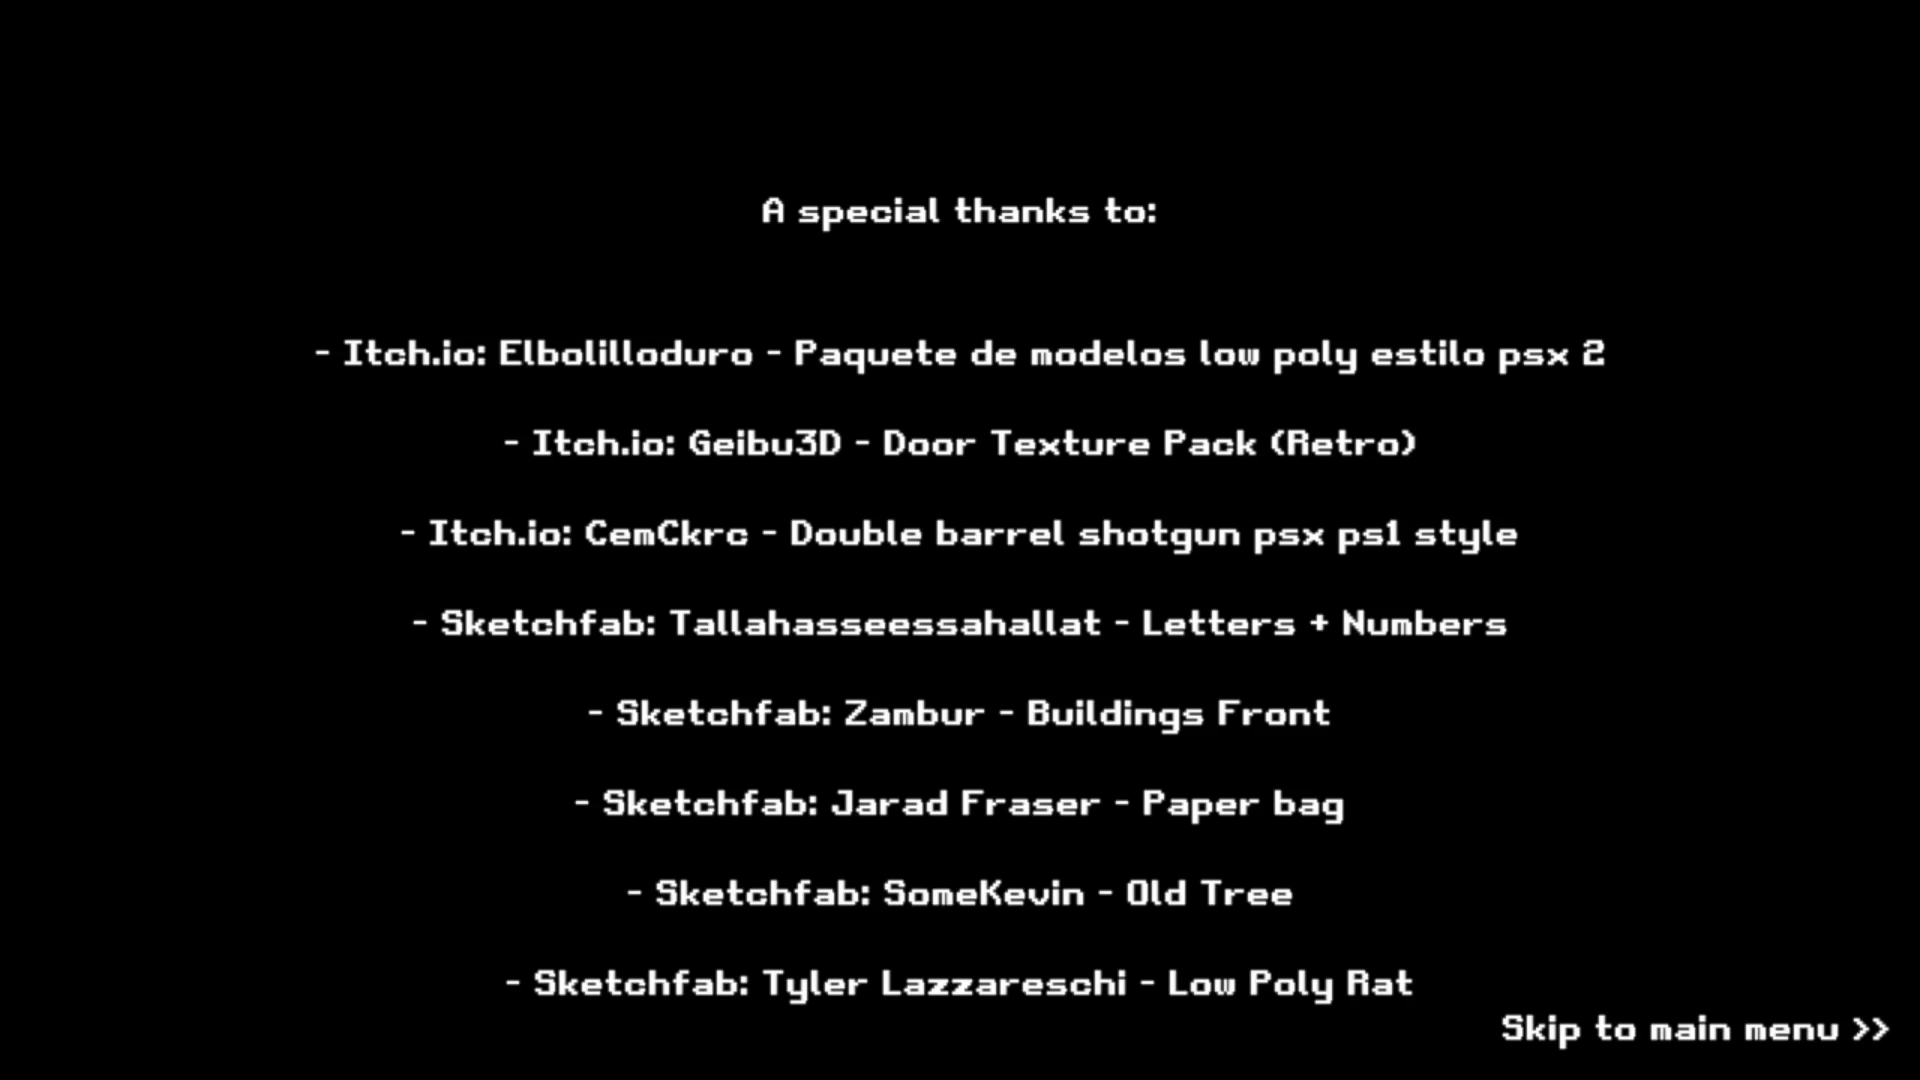 A special thanks to:
- Itch.io: Elbolilloduro - Paquete de modelos low poly estilo psx 2
- Itch.io: Geibu3D - Door Texture Pack (Retro)
- Itch.io: CemCkrc - Double barrel shotgun psx ps1 style
- Sketchfab: Tallahasseessahallat - Letters + Numbers
- Sketchfab: Zambur - Buildings Front
- Sketchfab: Jarad Fraser - Paper bag
- Sketchfab: SomeKevin - Old Tree
- Sketchfab: Tyler Lazzareschi - Low Poly Rat
Skip to main menu >>